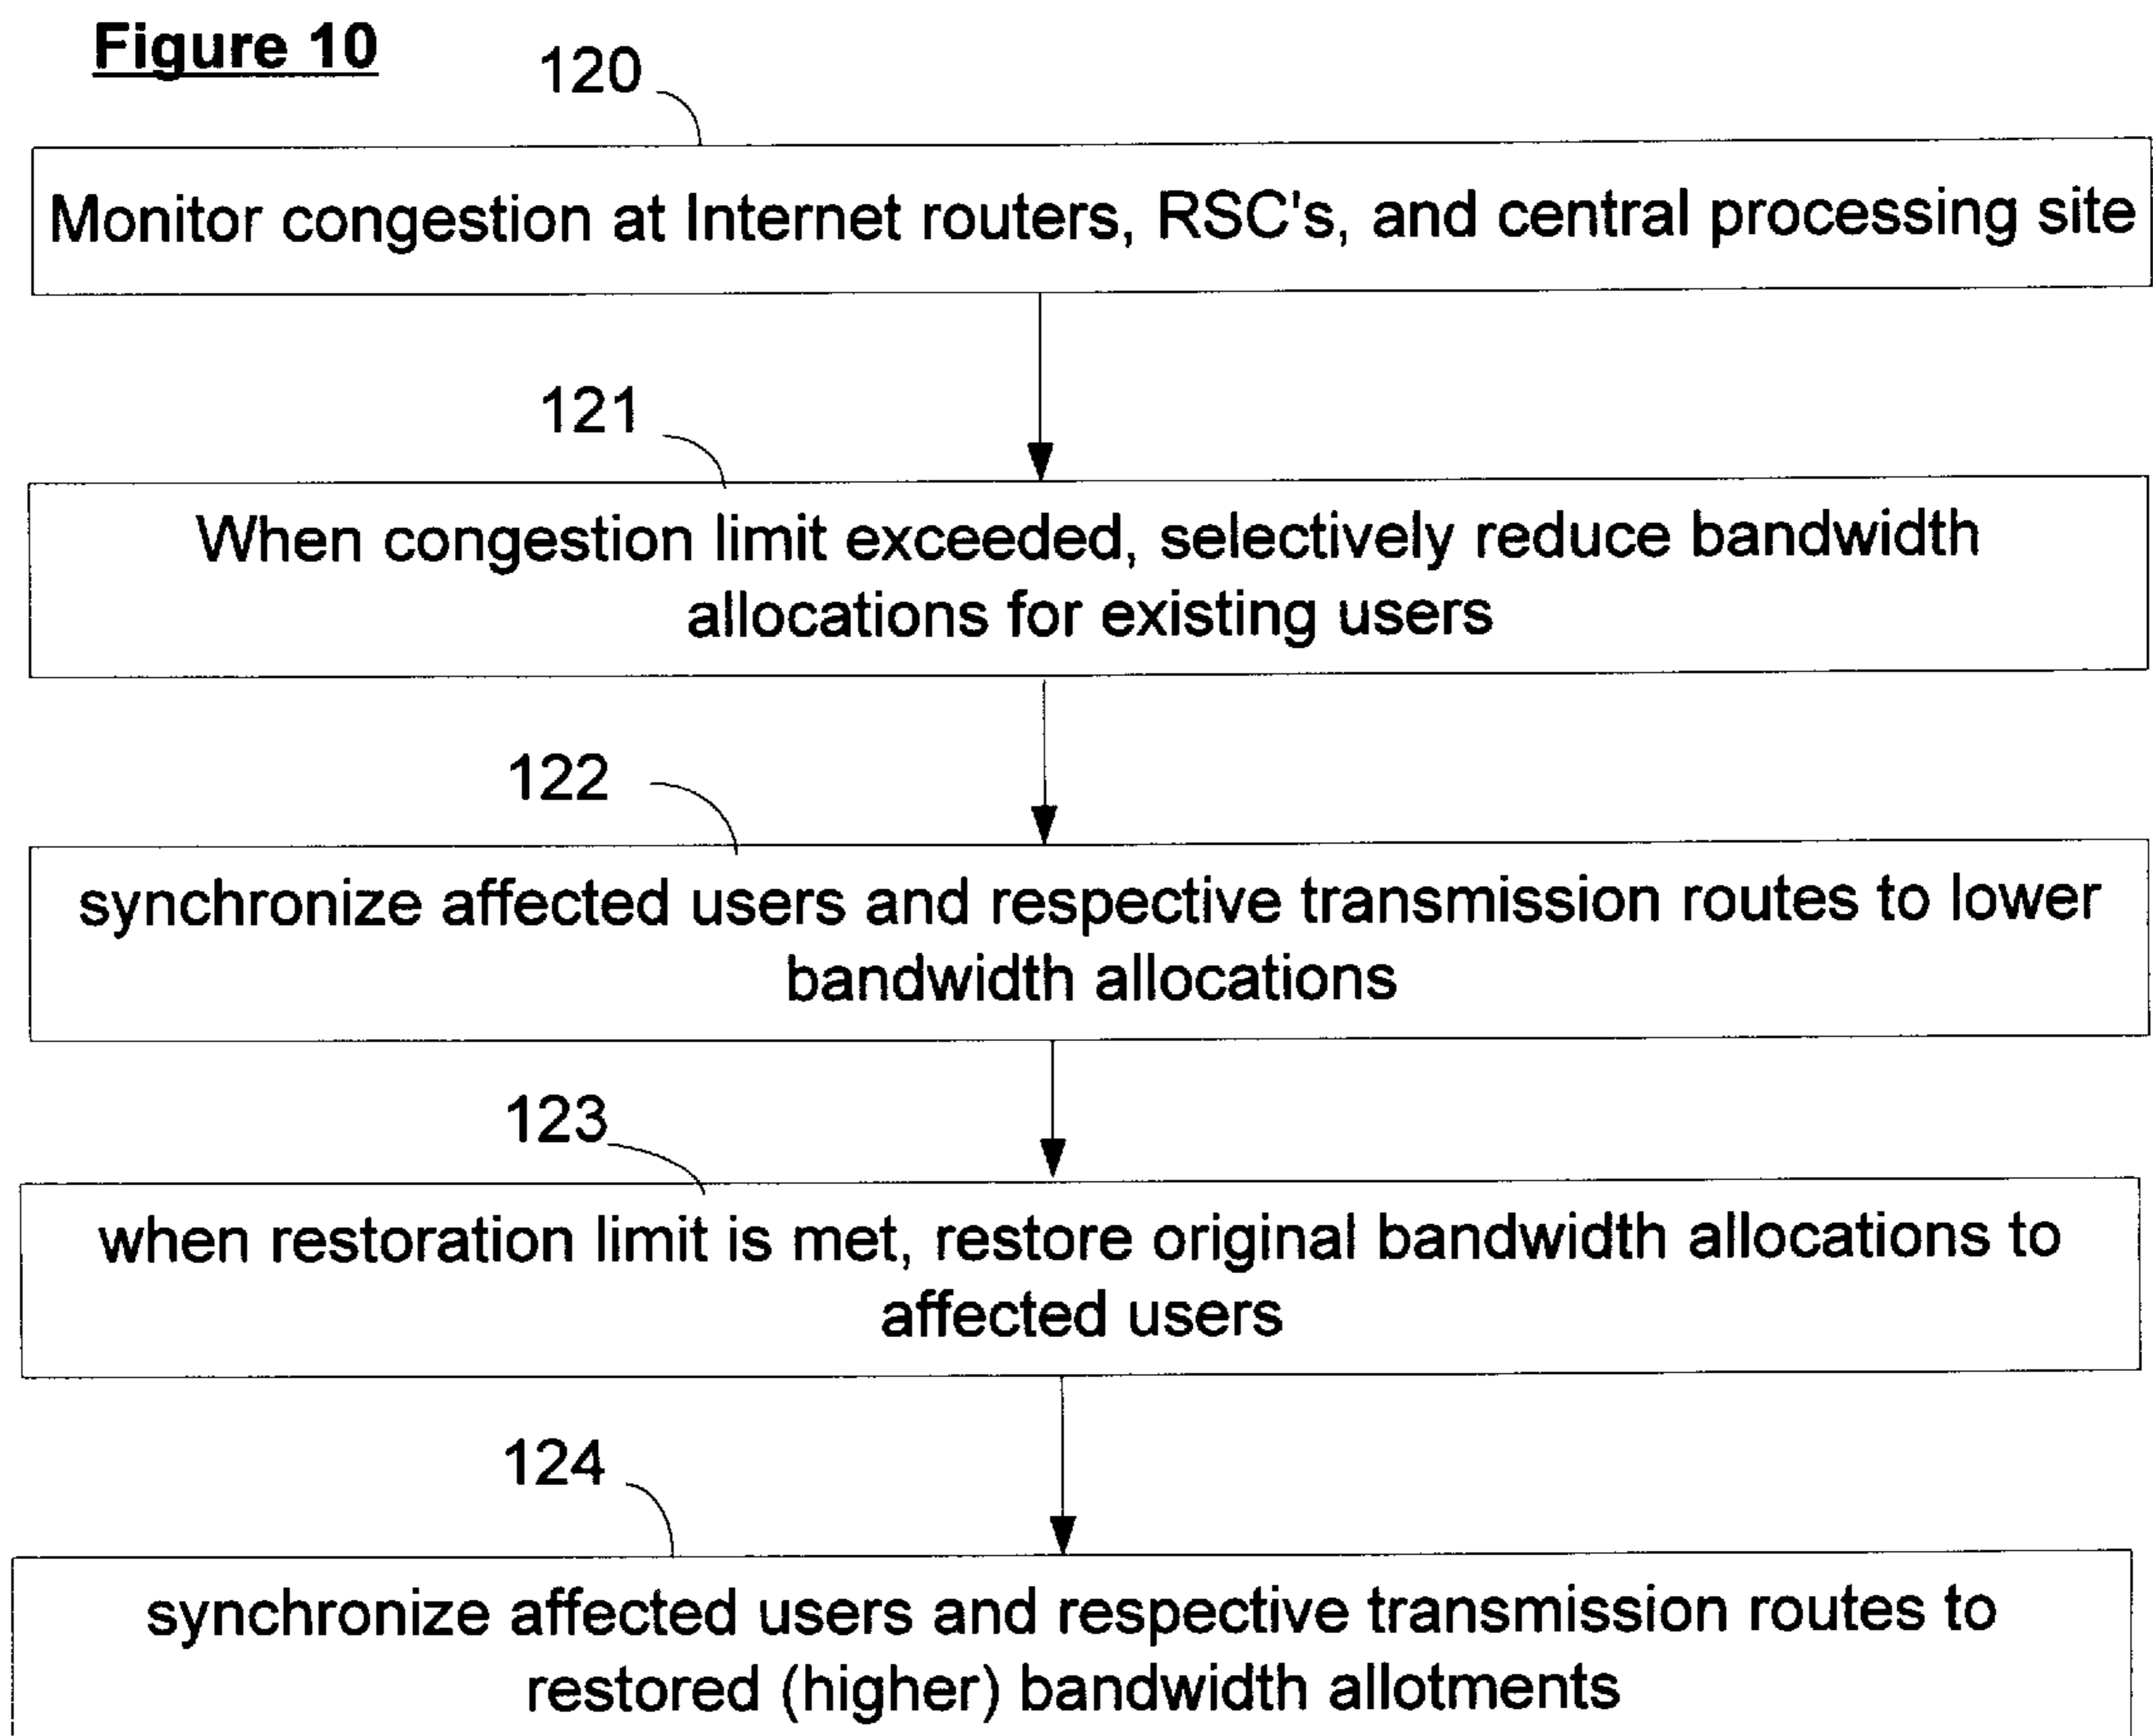 Figure 10
120
Monitor congestion at Internet routers, RSC's, and central processing site
121
When congestion limit exceeded, selectively reduce bandwidth
allocations for existing users
122
synchronize affected users and respective transmission routes to lower
bandwidth allocations
123
when restoration limit is met, restore original bandwidth allocations to
affected users
124
synchronize affected users and respective transmission routes to
restored (higher) bandwidth allotments